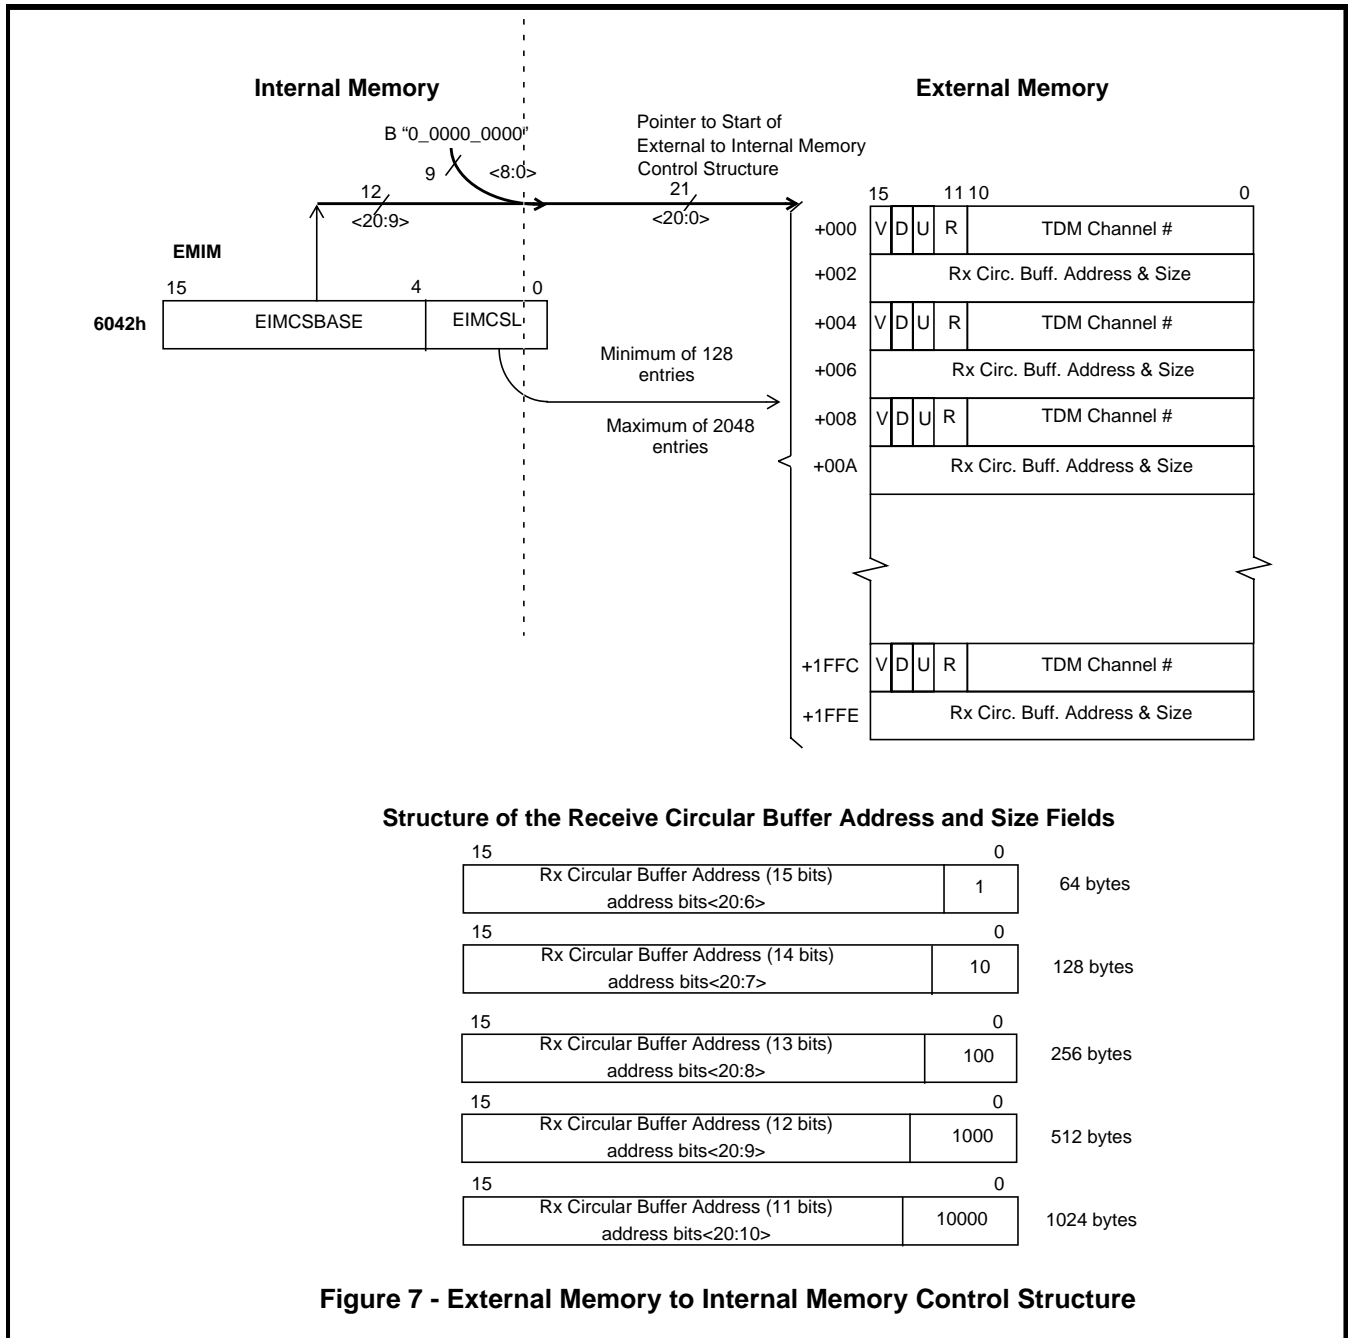 Internal Memory
External Memory
B “0_0000_0000”
9
<8:0>
Pointer to Start of
External to Internal Memory
Control Structure
12
<20:9>
21
<20:0>
EMIM
15
4
0
6042h
EIMCSBASE
EIMCSL
Minimum of 128
entries
Maximum of 2048
entries
15
11 10
0
+000 V D U R TDM Channel #
+002 Rx Circ. Buff. Address & Size
+004 V D U R TDM Channel #
+006 Rx Circ. Buff. Address & Size
+008 V D U R TDM Channel #
+00A Rx Circ. Buff. Address & Size
+1FFC V D U R TDM Channel #
+1FFE Rx Circ. Buff. Address & Size
Structure of the Receive Circular Buffer Address and Size Fields
15 0
Rx Circular Buffer Address (15 bits)
address bits<20:6>
1
64 bytes
15 0
Rx Circular Buffer Address (14 bits)
address bits<20:7>
10
128 bytes
15 0
Rx Circular Buffer Address (13 bits)
address bits<20:8>
100
256 bytes
15 0
Rx Circular Buffer Address (12 bits)
address bits<20:9>
1000
512 bytes
15 0
Rx Circular Buffer Address (11 bits)
address bits<20:10>
10000
1024 bytes
Figure 7 - External Memory to Internal Memory Control Structure